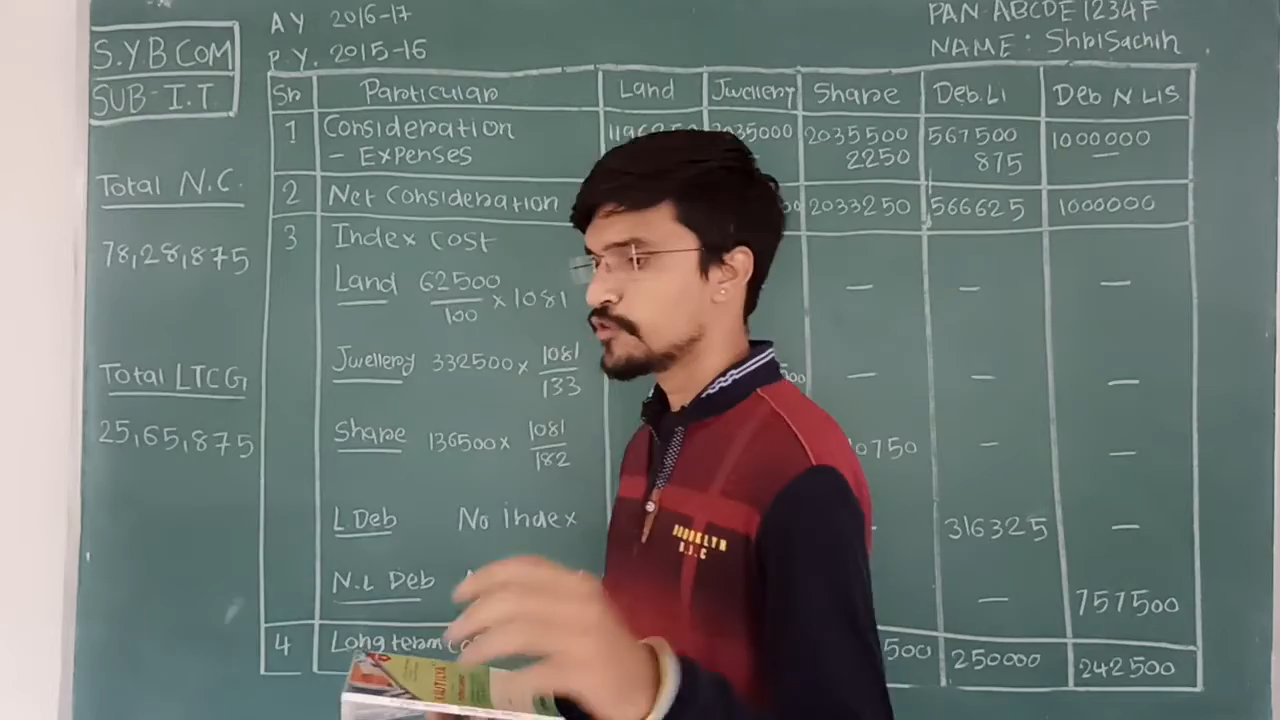 A Y 2016-17
P.Y. 2015-16
PAN-ABCDE1234F
NAME: ShriSachin
S.Y.B COM
SUB-I.T
Sr Particular Land Jwellery Share Deb.Li Deb N LIS
1 Consideration 2035500 567500 1000000
- Expenses 2250 875 —
2 Net Consideration 2033250 566625 1000000
3 Index cost
Land 62500/100 × 1081 — — —
Jwellery 332500 × 1081/133 — — —
Share 136500 × 1081/182 — —
L Deb No index 316325 —
N.L Deb — 757500
4 Long term 250000 242500
Total N.C.
78,28,875
Total LTCG
25,65,875
BROOKLYN